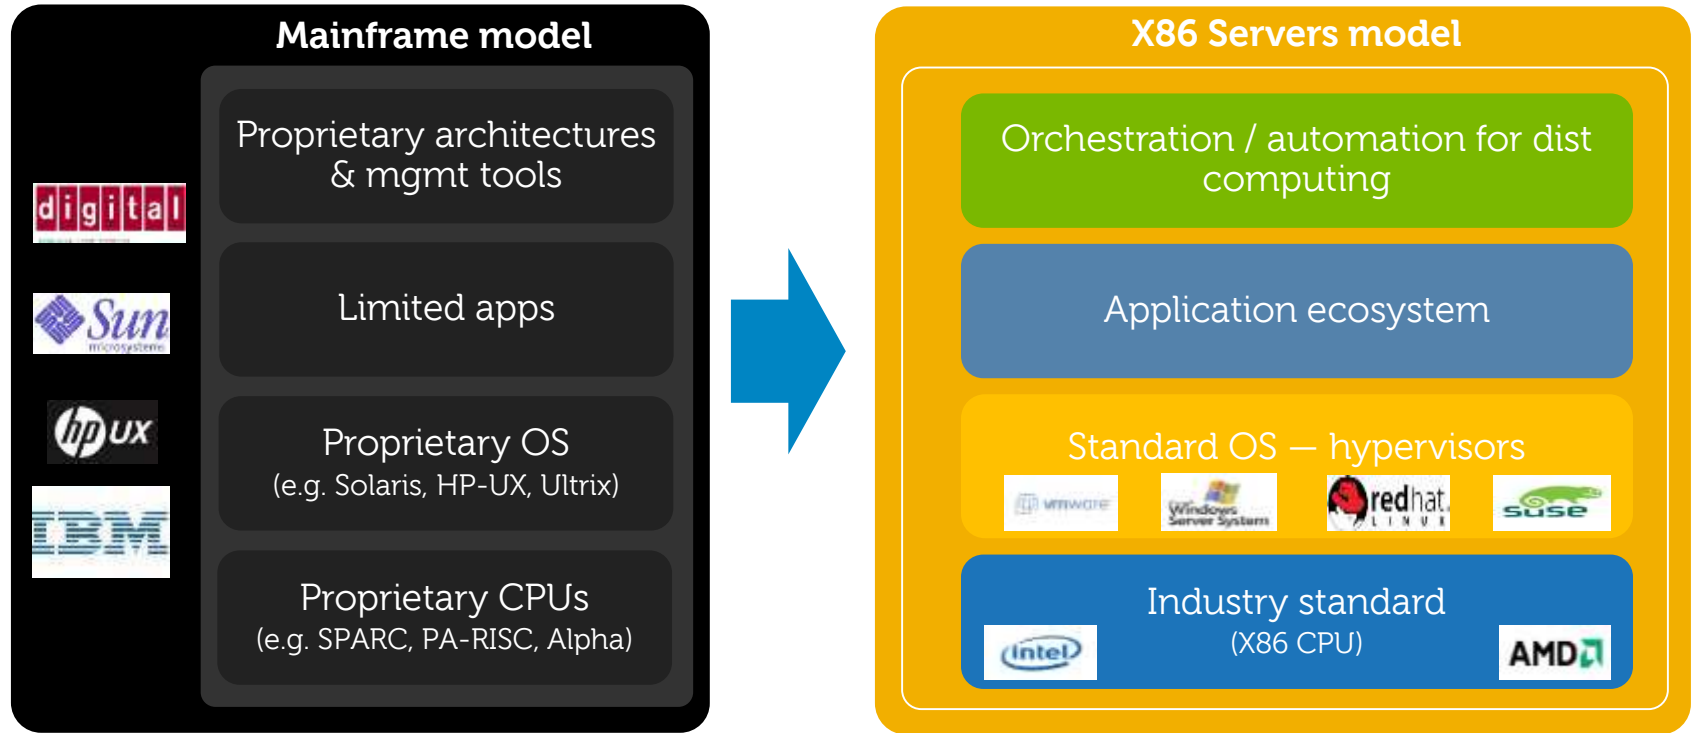 Mainframe model
Proprietary architectures
& mgmt tools
Limited apps
Proprietary OS
(e.g. Solaris, HP-UX, Ultrix)
Proprietary CPUs
(e.g. SPARC, PA-RISC, Alpha)
digital
Sun
microsystems
hp UX
IBM
X86 Servers model
Orchestration / automation for dist
computing
Application ecosystem
Standard OS — hypervisors
vmware
Windows
Server System
redhat.
LINUX
suse
Industry standard
(X86 CPU)
intel
AMD